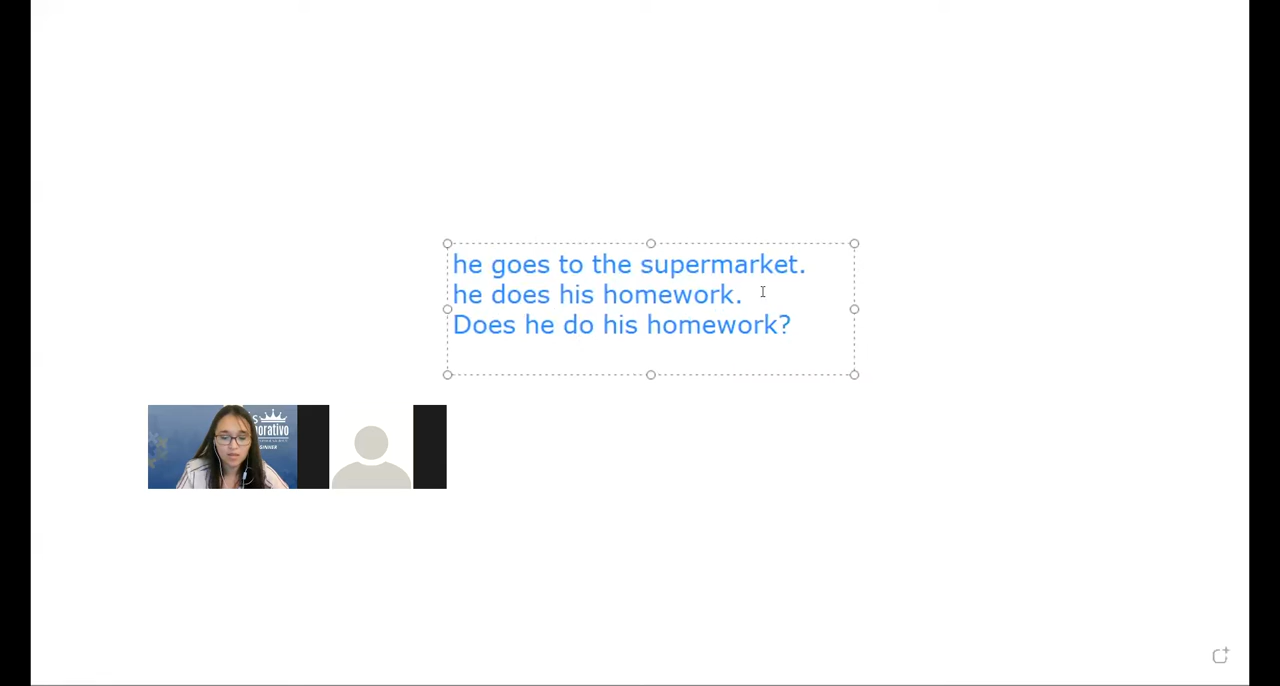 he goes to the supermarket.
he does his homework.
Does he do his homework?